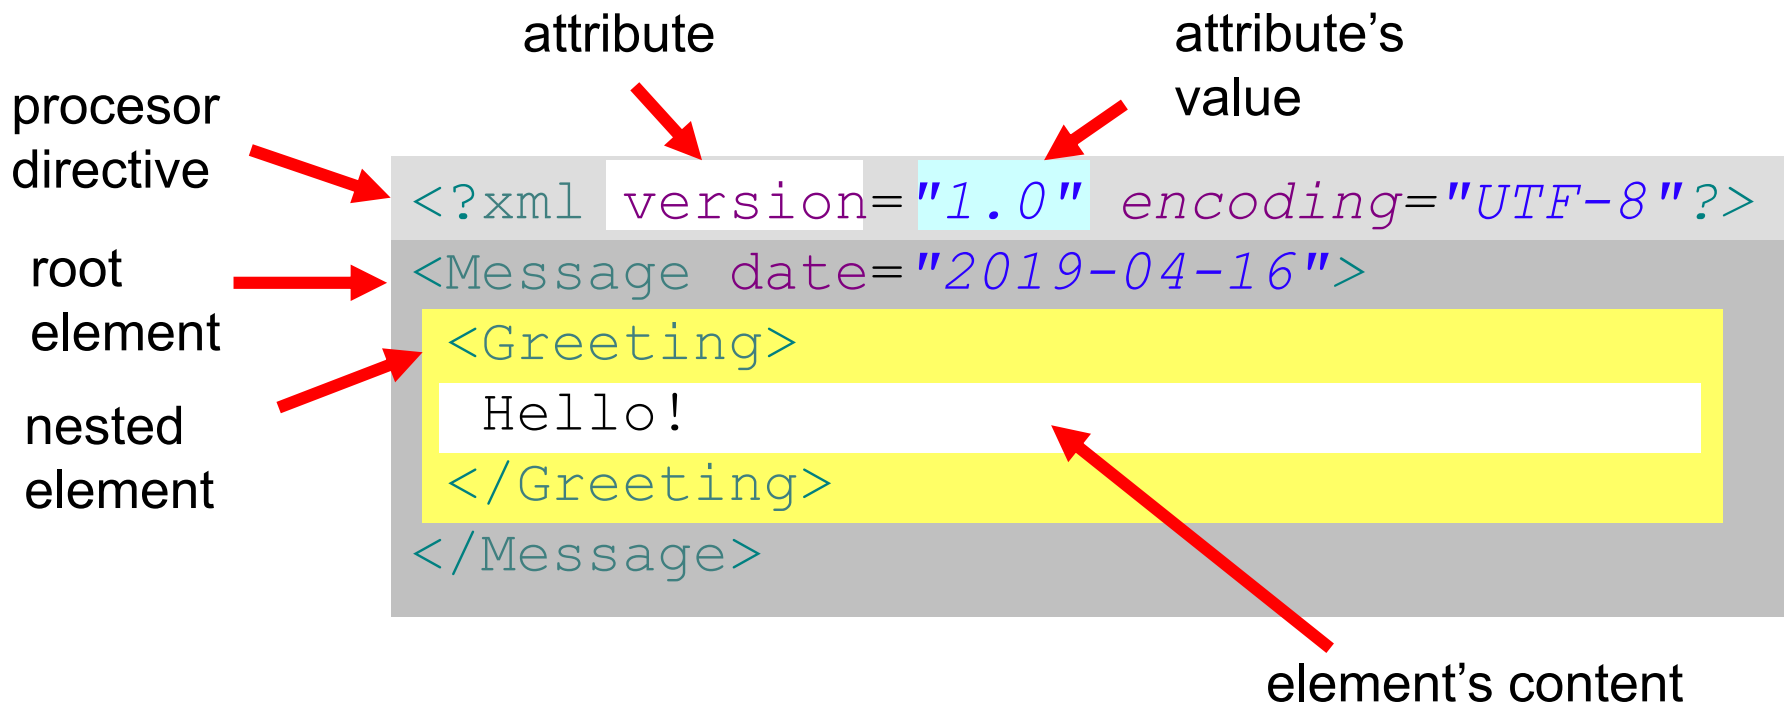 attribute
attribute's
value
procesor
directive
<?xml version="1.0" encoding="UTF-8"?>
root
element
<Message date="2019-04-16">
<Greeting>
Hello!
nested
element
</Greeting>
</Message>
element's content